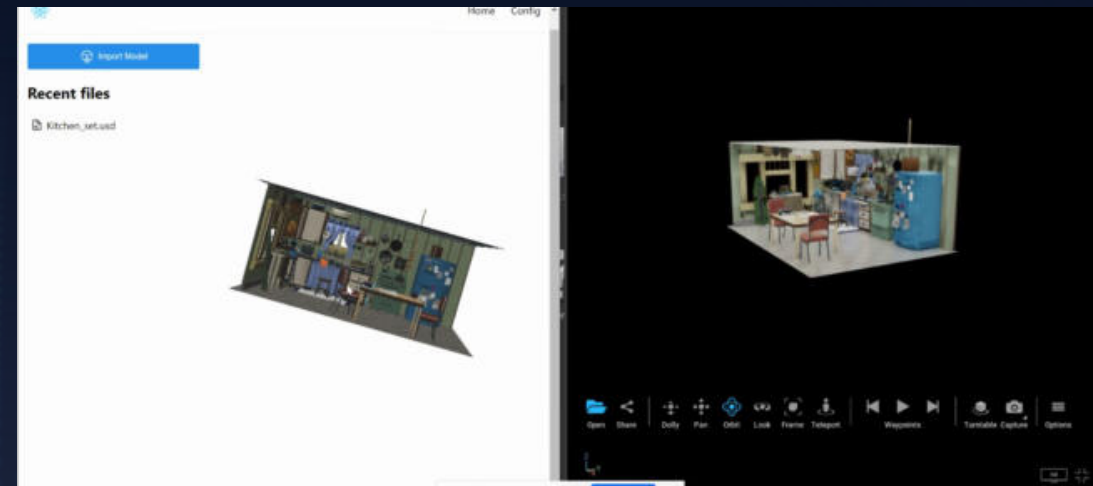 Home Config
Import Model
Recent files
Kitchen_set.usd
Open Share Dolly Pan Orbit Look Frame Teleport Waypoints Turntable Capture Options